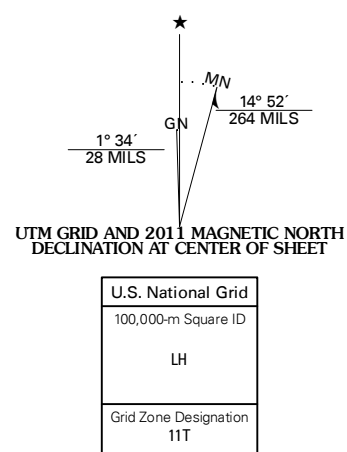 ★
MN
GN
14° 52´
264 MILS
1° 34´
28 MILS
UTM GRID AND 2011 MAGNETIC NORTH
DECLINATION AT CENTER OF SHEET
U.S. National Grid
100,000-m Square ID
LH
Grid Zone Designation
11T